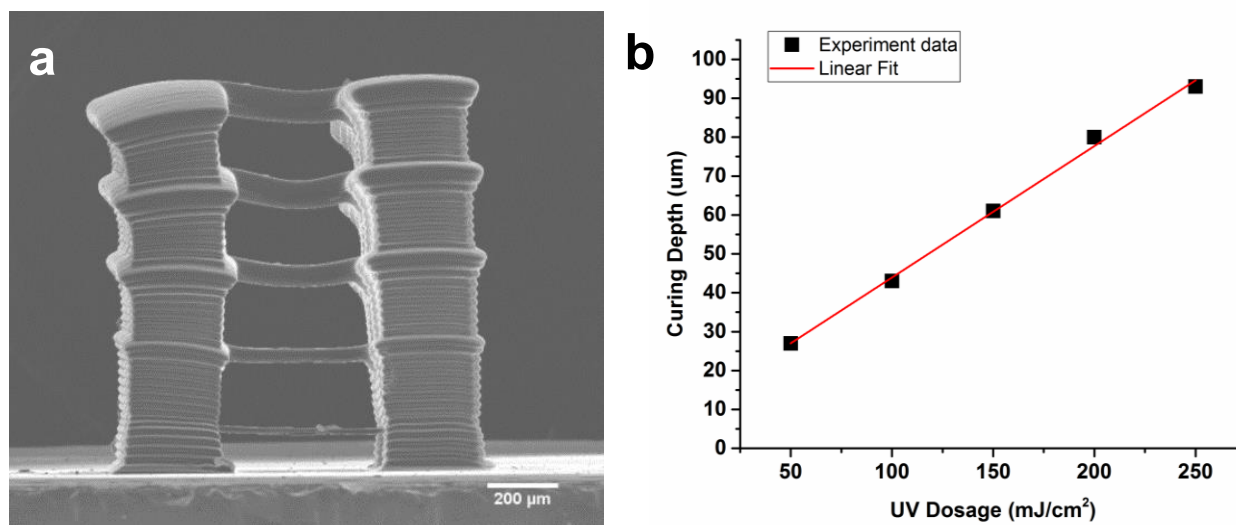 a
200 µm
b
Experiment data
Linear Fit
Curing Depth (um)
100
90
80
70
60
50
40
30
20
10
0
50 100 150 200 250
UV Dosage (mJ/cm²)